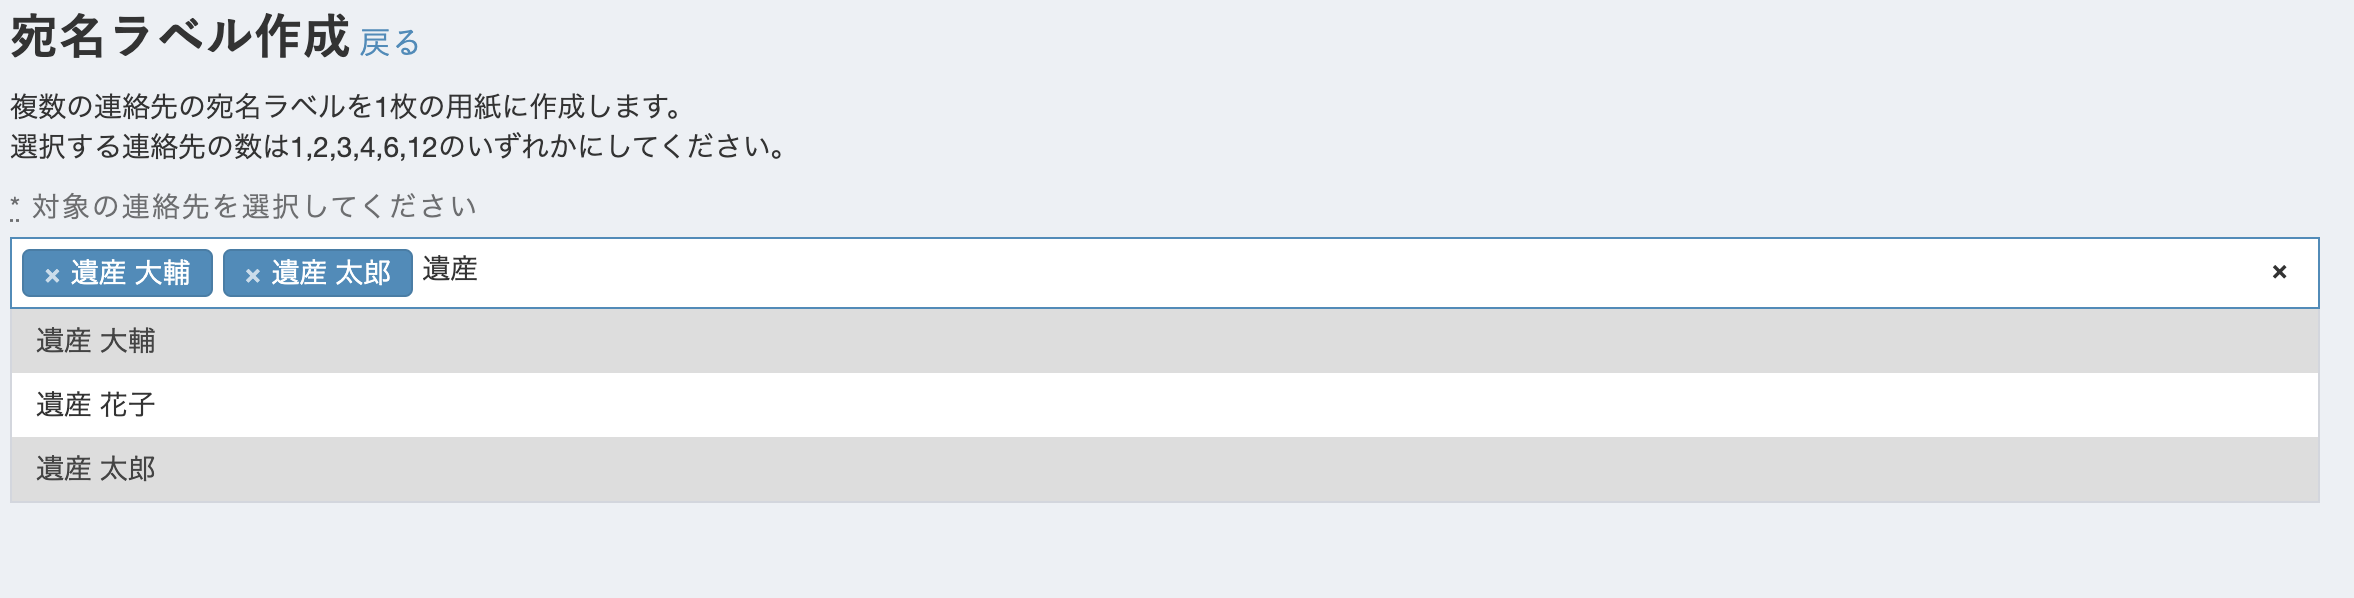 宛名ラベル作成 戻る
複数の連絡先の宛名ラベルを1枚の用紙に作成します。
選択する連絡先の数は1,2,3,4,6,12のいずれかにしてください。
* 対象の連絡先を選択してください
× 遺産 大輔 × 遺産 太郎 遺産 ×
遺産 大輔
遺産 花子
遺産 太郎